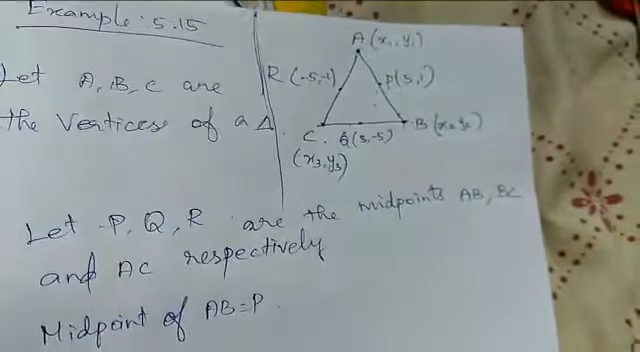 Example: 5.15
Let A, B, C are
the Vertices of a Δ.
A (x₁, y₁)
R (-5,-1)
P(5,1)
C.
Q(3,-5)
B (x₂, y₂)
(x₃, y₃)
Let P, Q, R are the midpoints AB, BC
and AC respectively
Midpoint of AB = P.